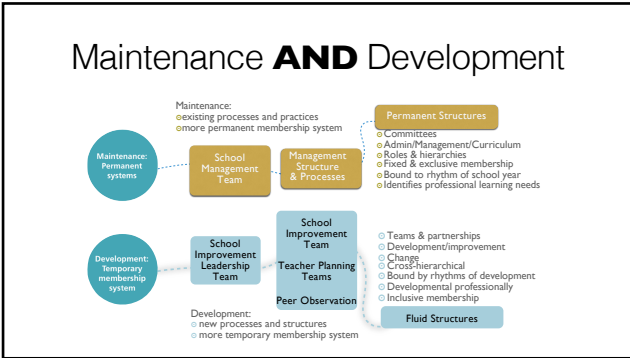 Maintenance AND Development
Maintenance:
existing processes and practices
more permanent membership system
Permanent Structures
Committees
Admin/Management/Curriculum
Roles & hierarchies
Fixed & exclusive membership
Bound to rhythm of school year
Identifies professional learning needs
Maintenance:
Permanent
systems
School
Management
Team
Management
Structure
& Processes
Development:
Temporary
membership
system
School
Improvement
Leadership
Team
School
Improvement
Team
Teacher Planning
Teams
Peer Observation
Teams & partnerships
Development/improvement
Change
Cross-hierarchical
Bound by rhythms of development
Developmental professionally
Inclusive membership
Fluid Structures
Development:
new processes and structures
more temporary membership system